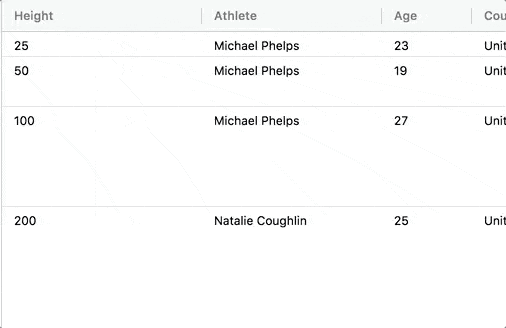 Height Athlete Age Cou
25 Michael Phelps 23 Unit
50 Michael Phelps 19 Unit
100 Michael Phelps 27 Unit
200 Natalie Coughlin 25 Unit